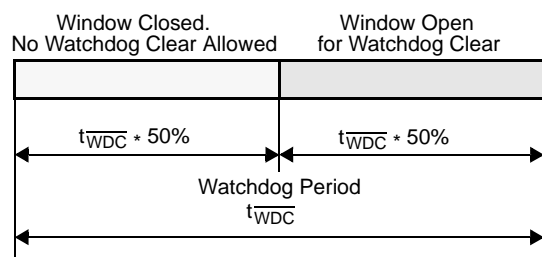 Window Closed.
No Watchdog Clear Allowed
Window Open
for Watchdog Clear
tWDC * 50%
tWDC * 50%
Watchdog Period
tWDC